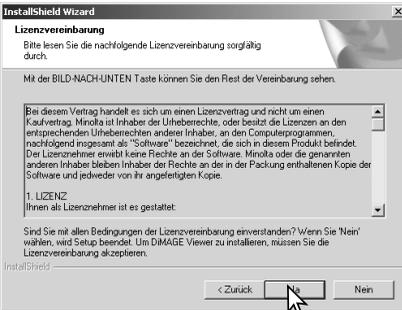 InstallShield Wizard
Lizenzvereinbarung
Bitte lesen Sie die nachfolgende Lizenzvereinbarung sorgfältig
durch.
Mit der BILD-NACH-UNTEN Taste können Sie den Rest der Vereinbarung sehen.
Bei diesem Vertrag handelt es sich um einen Lizenzvertrag und nicht um einen
Kaufvertrag. Minolta ist Inhaber der Urheberrechte, oder besitzt die Lizenzen an den
entsprechenden Urheberrechten anderer Inhaber, an den Computerprogrammen,
nachfolgend insgesamt als "Software" bezeichnet, die sich in diesem Produkt befindet.
Der Lizenznehmer erwirbt keine Rechte an der Software. Minolta oder die genannten
anderen Inhaber bleiben Inhaber der Rechte an der in der Packung enthaltenen Kopie der
Software und jedweder von ihr angefertigten Kopie.
1. LIZENZ
Ihnen als Lizenznehmer ist es gestattet:
Sind Sie mit allen Bedingungen der Lizenzvereinbarung einverstanden? Wenn Sie 'Nein'
wählen, wird Setup beendet. Um DiMAGE Viewer zu installieren, müssen Sie die
Lizenzvereinbarung akzeptieren.
InstallShield
< Zurück
Ja
Nein